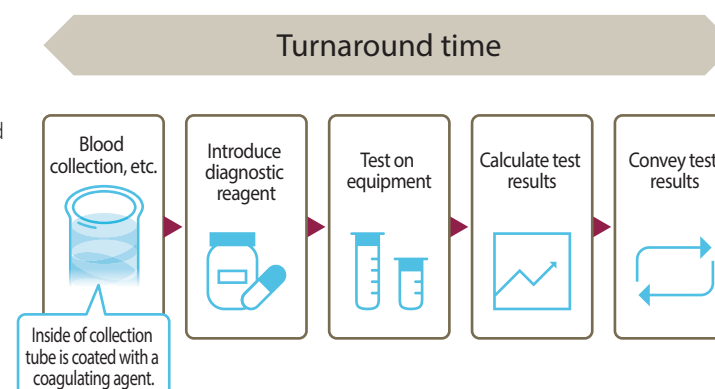 Turnaround time
Blood
collection, etc.
Introduce
diagnostic
reagent
Test on
equipment
Calculate test
results
Convey test
results
Inside of collection
tube is coated with a
coagulating agent.